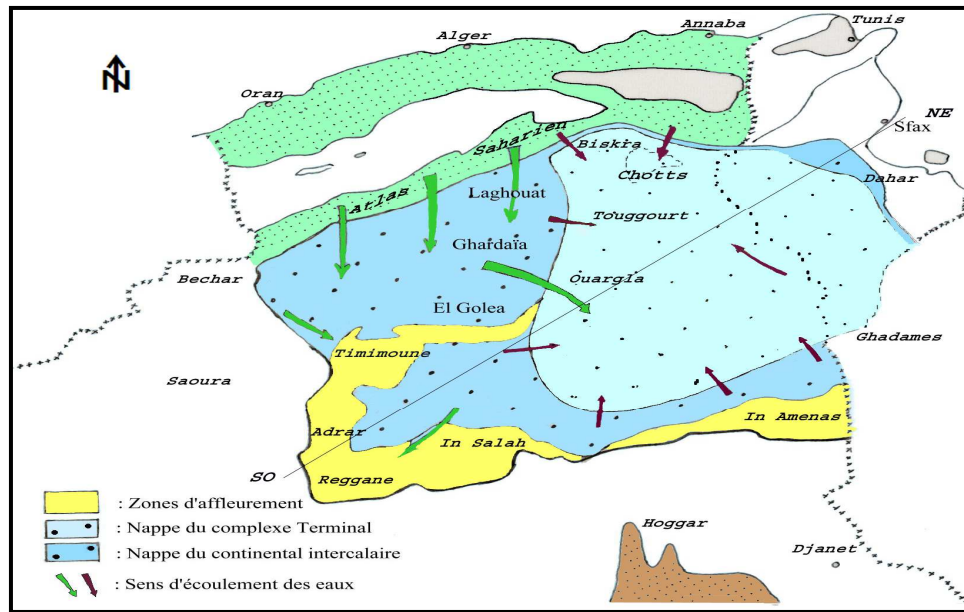 Tunis
Annaba
Alger
N
Oran
NE
Sfax
Saharien
Biskra
Atlas
Chotts
Dahar
Laghouat
Touggourt
Ghardaïa
Bechar
Ouargla
El Golea
Ghadames
Timimoune
Saoura
In Amenas
Adrar
In Salah
SO
Reggane
: Zones d'affleurement
: Nappe du complexe Terminal
: Nappe du continental intercalaire
: Sens d'écoulement des eaux
Hoggar
Djanet